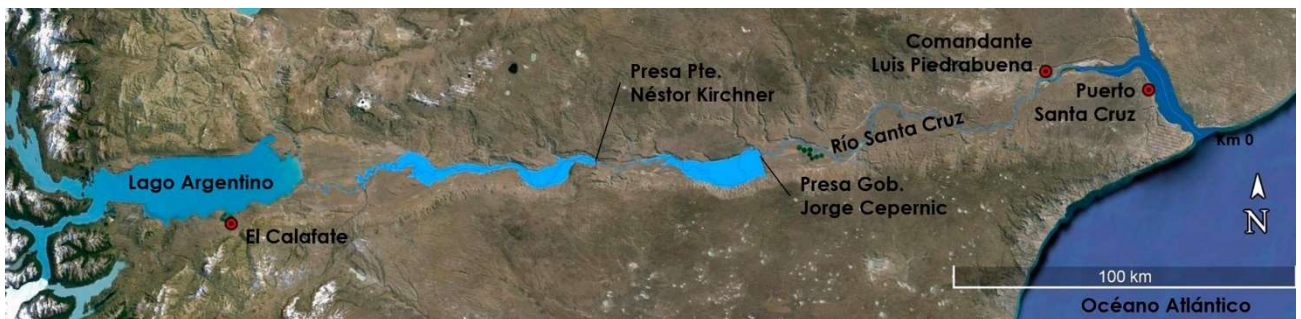 Comandante
Luis Piedrabuena
Presa Pte.
Néstor Kirchner
Puerto
Santa Cruz
Río Santa Cruz
Km 0
Lago Argentino
Presa Gob.
Jorge Cepernic
El Calafate
N
100 km
Océano Atlántico